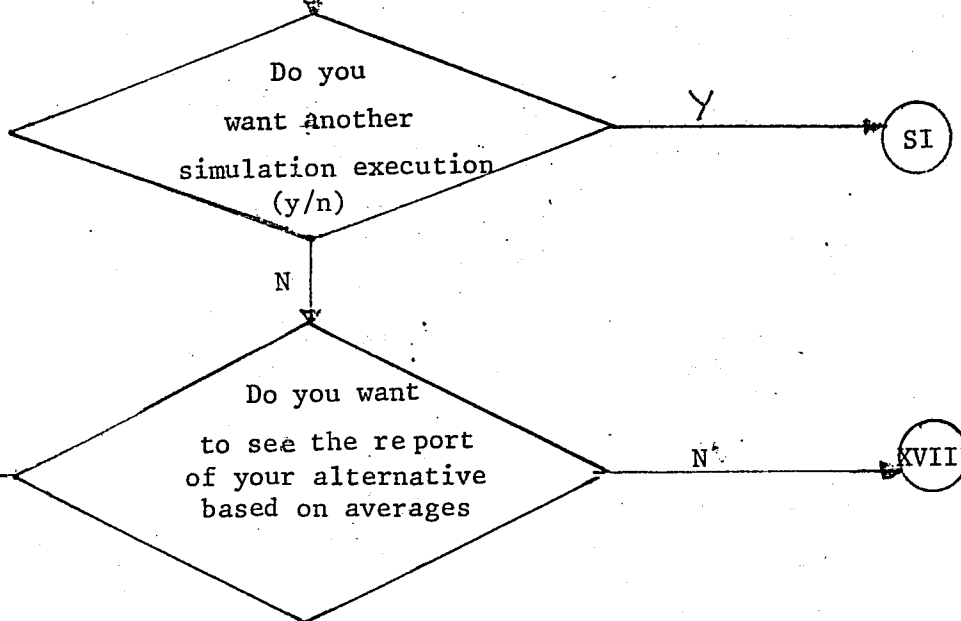 Do you
want another
simulation execution
(y/n)
Y
SI
N
Do you want
to see the report
of your alternative
based on averages
N
XVII